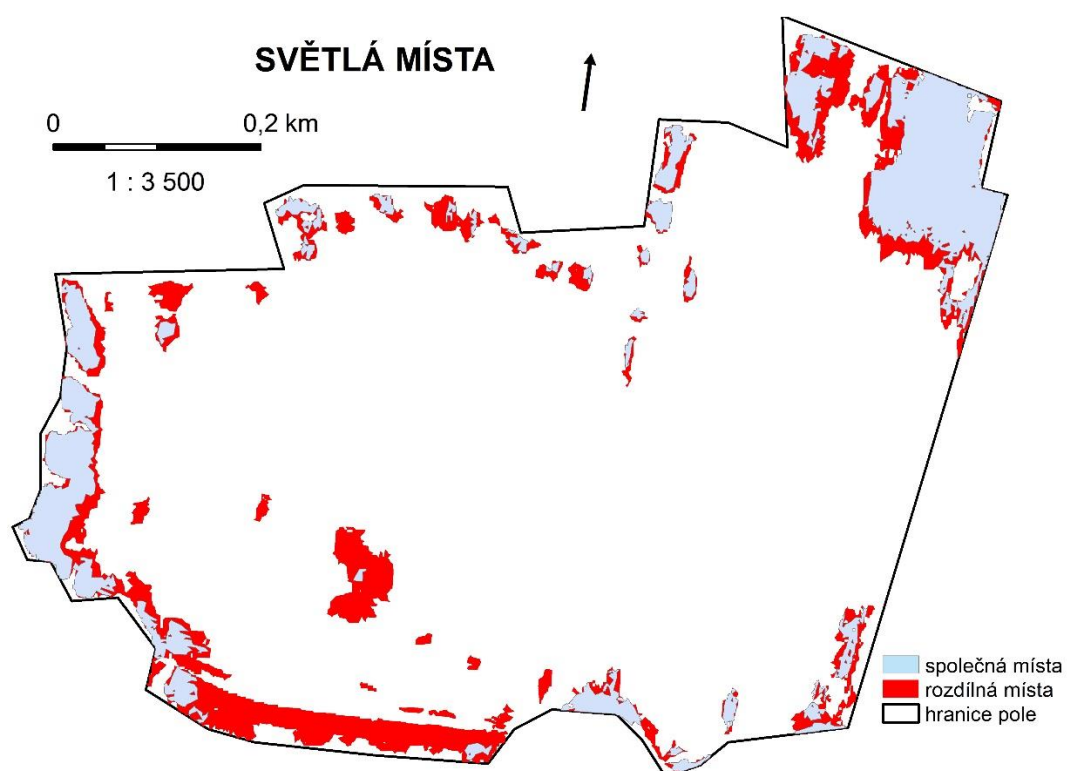 SVĚTLÁ MÍSTA
0 0,2 km
1 : 3 500
společná místa
rozdílná místa
hranice pole